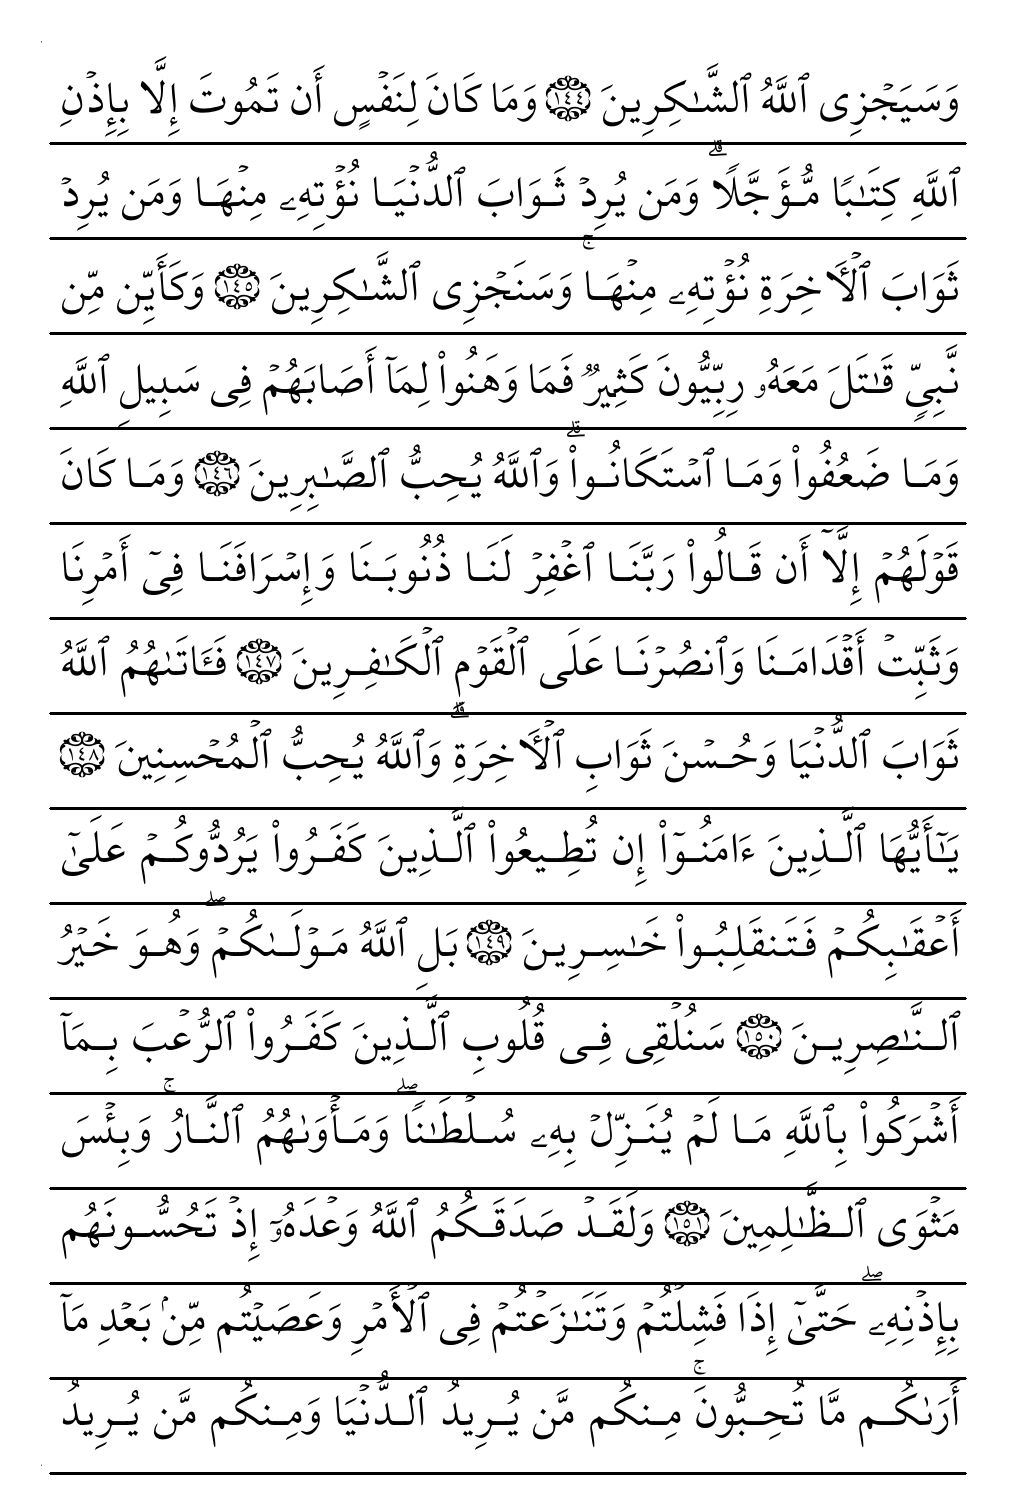 وَسَيَجۡزِى ٱللَّهُ ٱلشَّٰكِرِينَ ١٤٤ وَمَا كَانَ لِنَفۡسٍ أَن تَمُوتَ إِلَّا بِإِذۡنِ
ٱللَّهِ كِتَٰبٗا مُّؤَجَّلٗاۗ وَمَن يُرِدۡ ثَوَابَ ٱلدُّنۡيَا نُؤۡتِهِۦ مِنۡهَا وَمَن يُرِدۡ
ثَوَابَ ٱلۡأَخِرَةِ نُؤۡتِهِۦ مِنۡهَاۚ وَسَنَجۡزِى ٱلشَّٰكِرِينَ ١٤٥ وَكَأَيِّن مِّن
نَّبِيّٖ قَٰتَلَ مَعَهُۥ رِبِّيُّونَ كَثِيرٞ فَمَا وَهَنُواْ لِمَآ أَصَابَهُمۡ فِى سَبِيلِ ٱللَّهِ
وَمَا ضَعُفُواْ وَمَا ٱسۡتَكَانُواْۗ وَٱللَّهُ يُحِبُّ ٱلصَّٰبِرِينَ ١٤٦ وَمَا كَانَ
قَوۡلَهُمۡ إِلَّآ أَن قَالُواْ رَبَّنَا ٱغۡفِرۡ لَنَا ذُنُوبَنَا وَإِسۡرَافَنَا فِىٓ أَمۡرِنَا
وَثَبِّتۡ أَقۡدَامَنَا وَٱنصُرۡنَا عَلَى ٱلۡقَوۡمِ ٱلۡكَٰفِرِينَ ١٤٧ فَـَٔاتَىٰهُمُ ٱللَّهُ
ثَوَابَ ٱلدُّنۡيَا وَحُسۡنَ ثَوَابِ ٱلۡأَخِرَةِۗ وَٱللَّهُ يُحِبُّ ٱلۡمُحۡسِنِينَ ١٤٨
يَٰٓأَيُّهَا ٱلَّذِينَ ءَامَنُوٓاْ إِن تُطِيعُواْ ٱلَّذِينَ كَفَرُواْ يَرُدُّوكُمۡ عَلَىٰٓ
أَعۡقَٰبِكُمۡ فَتَنقَلِبُواْ خَٰسِرِينَ ١٤٩ بَلِ ٱللَّهُ مَوۡلَىٰكُمۡۖ وَهُوَ خَيۡرُ
ٱلنَّٰصِرِينَ ١٥٠ سَنُلۡقِى فِى قُلُوبِ ٱلَّذِينَ كَفَرُواْ ٱلرُّعۡبَ بِمَآ
أَشۡرَكُواْ بِٱللَّهِ مَا لَمۡ يُنَزِّلۡ بِهِۦ سُلۡطَٰنٗاۖ وَمَأۡوَىٰهُمُ ٱلنَّارُۚ وَبِئۡسَ
مَثۡوَى ٱلظَّٰلِمِينَ ١٥١ وَلَقَدۡ صَدَقَكُمُ ٱللَّهُ وَعۡدَهُۥٓ إِذۡ تَحُسُّونَهُم
بِإِذۡنِهِۦۖ حَتَّىٰٓ إِذَا فَشِلۡتُمۡ وَتَنَٰزَعۡتُمۡ فِى ٱلۡأَمۡرِ وَعَصَيۡتُم مِّنۢ بَعۡدِ مَآ
أَرَىٰكُم مَّا تُحِبُّونَۚ مِنكُم مَّن يُرِيدُ ٱلدُّنۡيَا وَمِنكُم مَّن يُرِيدُ